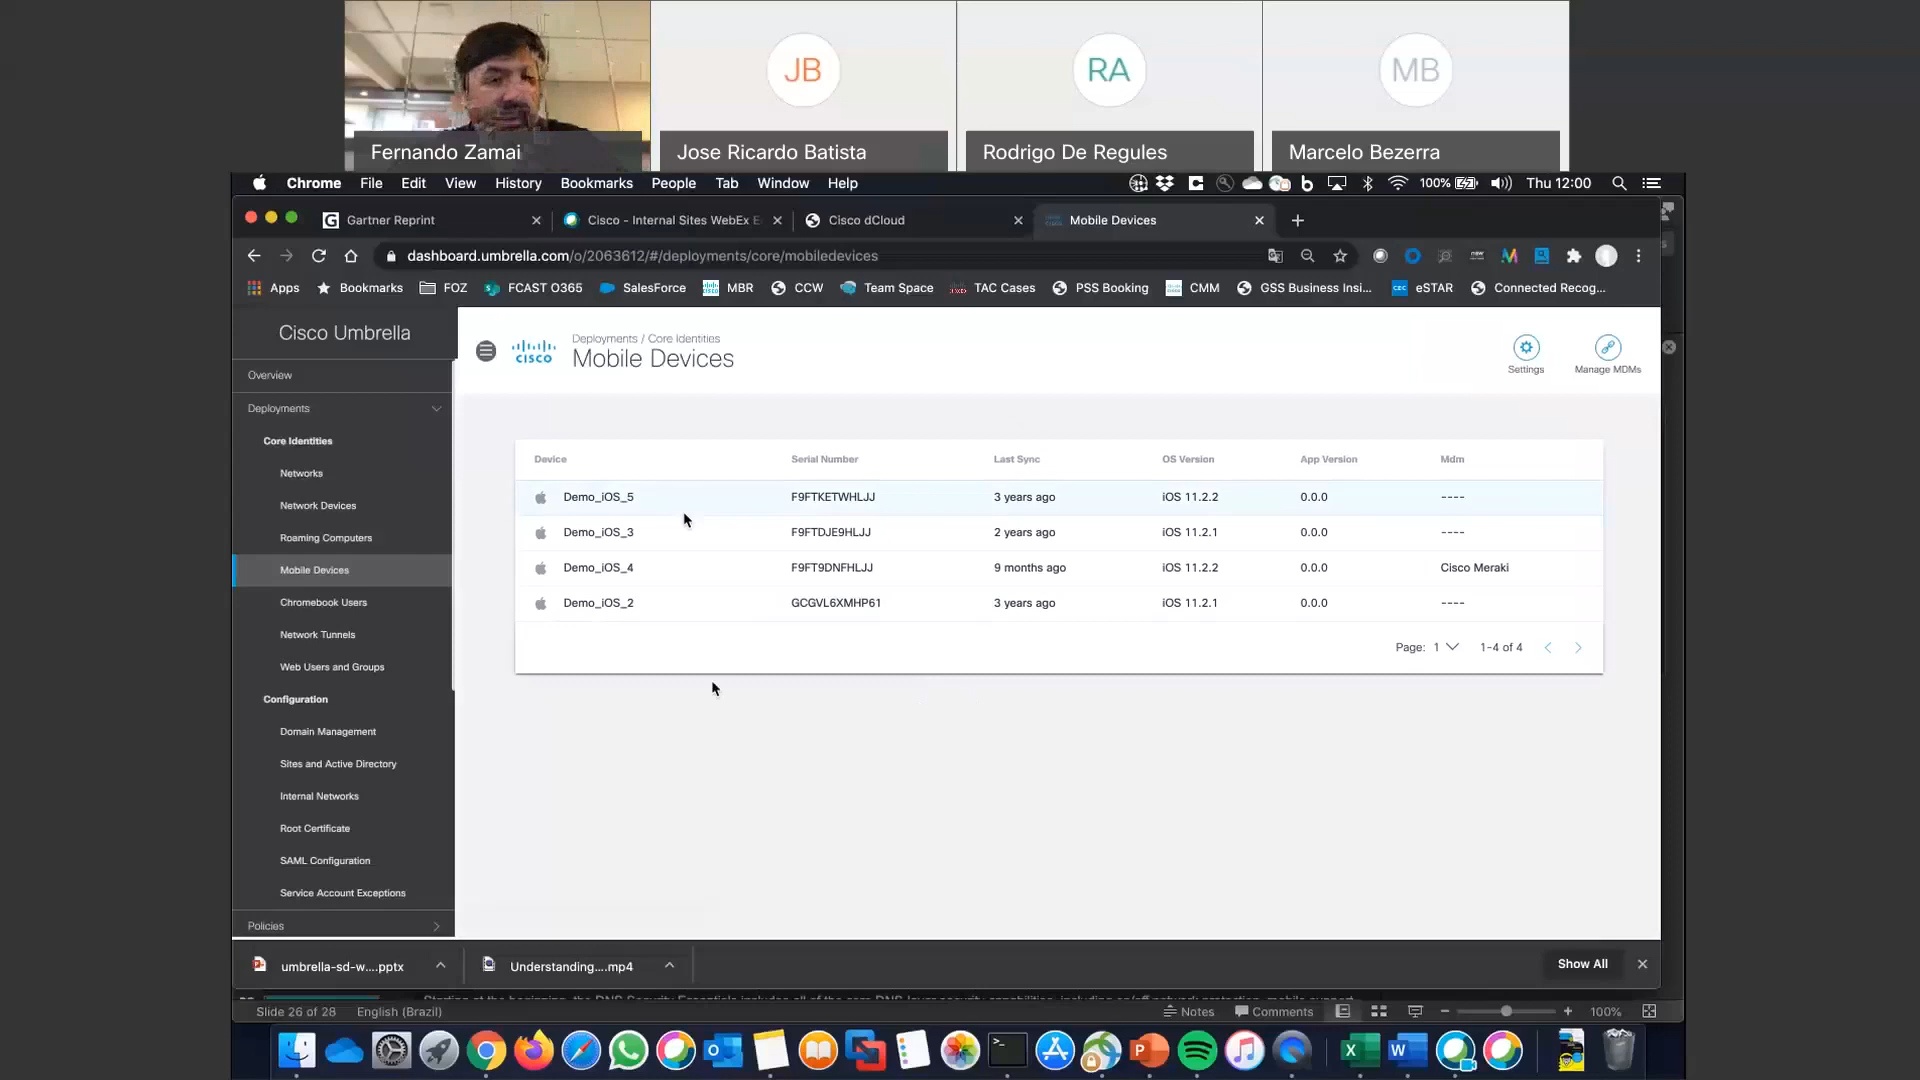 JB
RA
MB
Fernando Zamai
Jose Ricardo Batista
Rodrigo De Regules
Marcelo Bezerra
Chrome File Edit View History Bookmarks People Tab Window Help
100%
Thu 12:00
Gartner Reprint
Cisco - Internal Sites WebEx E
Cisco dCloud
Mobile Devices
dashboard.umbrella.com/o/2063612/#/deployments/core/mobiledevices
Apps Bookmarks FOZ FCAST O365 SalesForce MBR CCW Team Space TAC Cases PSS Booking CMM GSS Business Insi... eSTAR Connected Recog...
Cisco Umbrella
Overview
Deployments
Core Identities
Networks
Network Devices
Roaming Computers
Mobile Devices
Chromebook Users
Network Tunnels
Web Users and Groups
Configuration
Domain Management
Sites and Active Directory
Internal Networks
Root Certificate
SAML Configuration
Service Account Exceptions
Policies
cisco
Deployments / Core Identities
Mobile Devices
Settings
Manage MDMs
Device Serial Number Last Sync OS Version App Version Mdm
Demo_iOS_5 F9FTKETWHLJJ 3 years ago iOS 11.2.2 0.0.0 ----
Demo_iOS_3 F9FTDJE9HLJJ 2 years ago iOS 11.2.1 0.0.0 ----
Demo_iOS_4 F9FT9DNFHLJJ 9 months ago iOS 11.2.2 0.0.0 Cisco Meraki
Demo_iOS_2 GCGVL6XMHP61 3 years ago iOS 11.2.1 0.0.0 ----
Page: 1 1-4 of 4
umbrella-sd-w....pptx
Understanding....mp4
Show All
Slide 26 of 28
English (Brazil)
Notes
Comments
100%